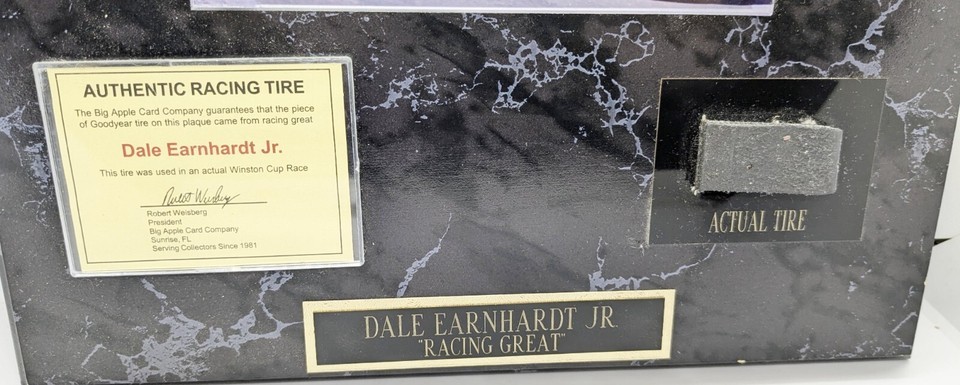 AUTHENTIC RACING TIRE
The Big Apple Card Company guarantees that the piece
of Goodyear tire on this plaque came from racing great
Dale Earnhardt Jr.
This tire was used in an actual Winston Cup Race
Robert Weisberg
Robert Weisberg
President
Big Apple Card Company
Sunrise, FL
Serving Collectors Since 1981
ACTUAL TIRE
DALE EARNHARDT JR.
"RACING GREAT"